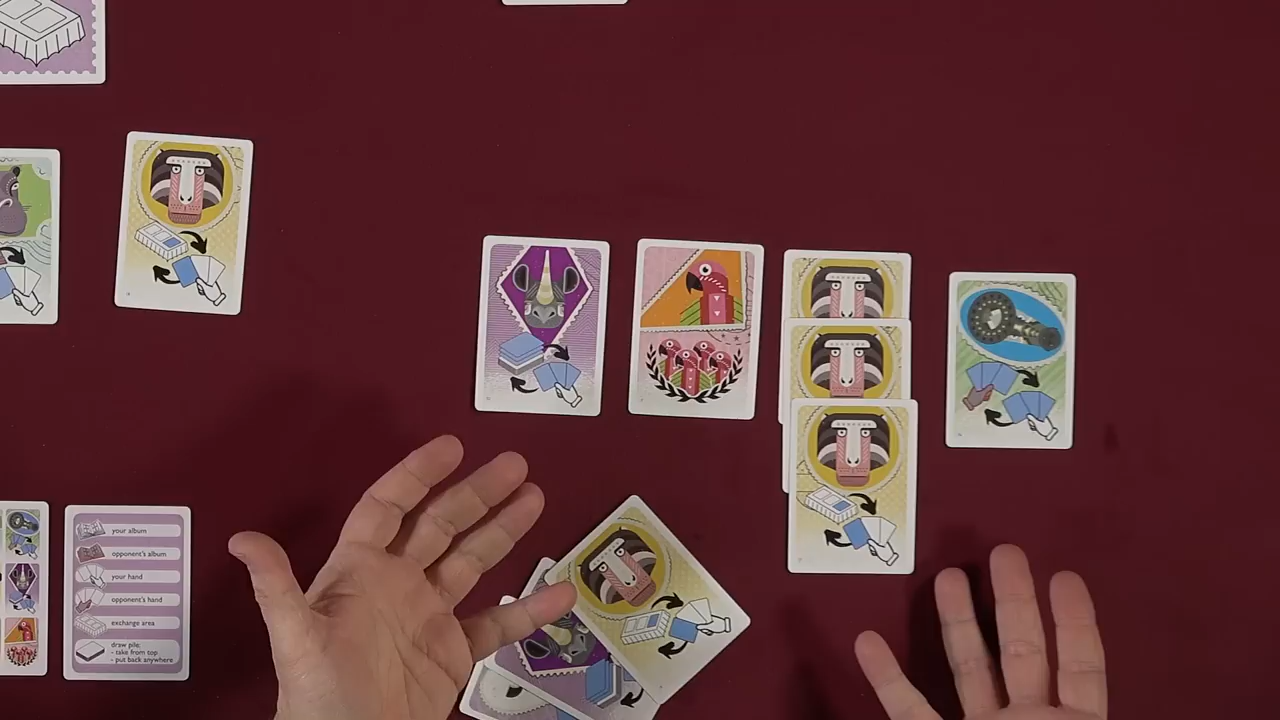 your album
opponent's album
your hand
opponent's hand
exchange area
draw pile:
- take from top
- put back anywhere